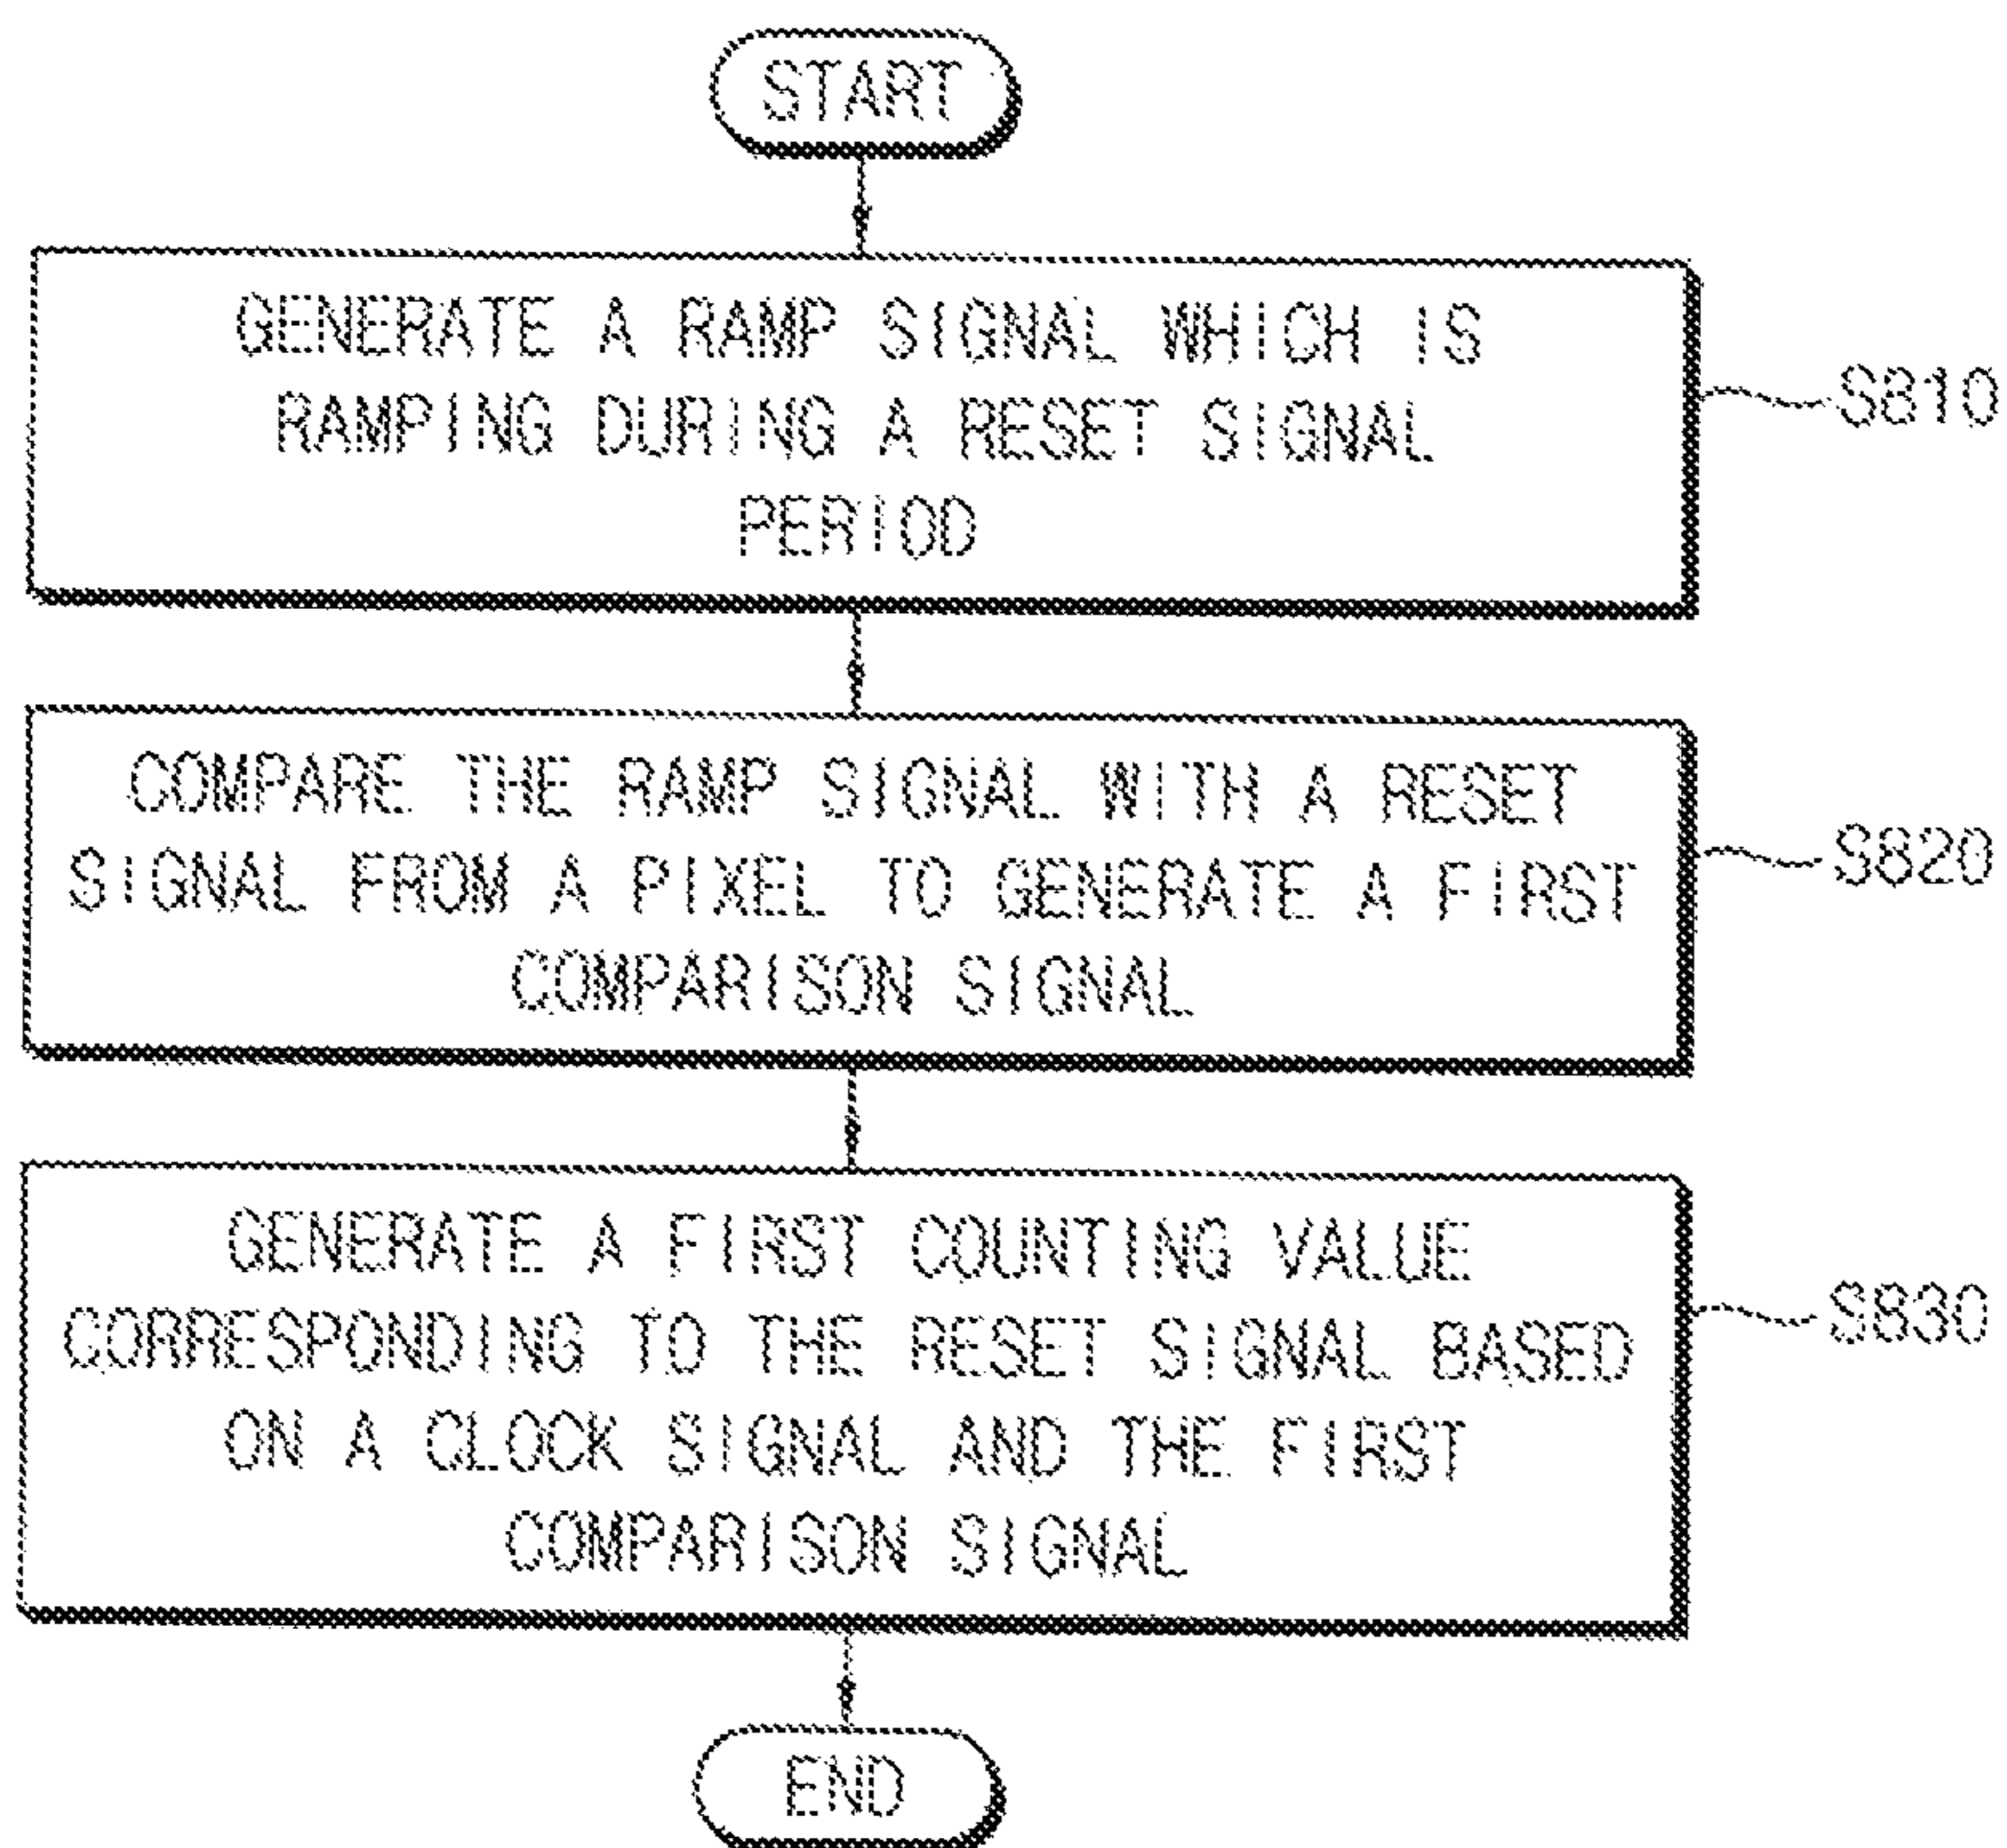 START
GENERATE A RAMP SIGNAL WHICH IS
RAMPING DURING A RESET SIGNAL
PERIOD
S810
COMPARE THE RAMP SIGNAL WITH A RESET
SIGNAL FROM A PIXEL TO GENERATE A FIRST
COMPARISON SIGNAL
S820
GENERATE A FIRST COUNTING VALUE
CORRESPONDING TO THE RESET SIGNAL BASED
ON A CLOCK SIGNAL AND THE FIRST
COMPARISON SIGNAL
S830
END